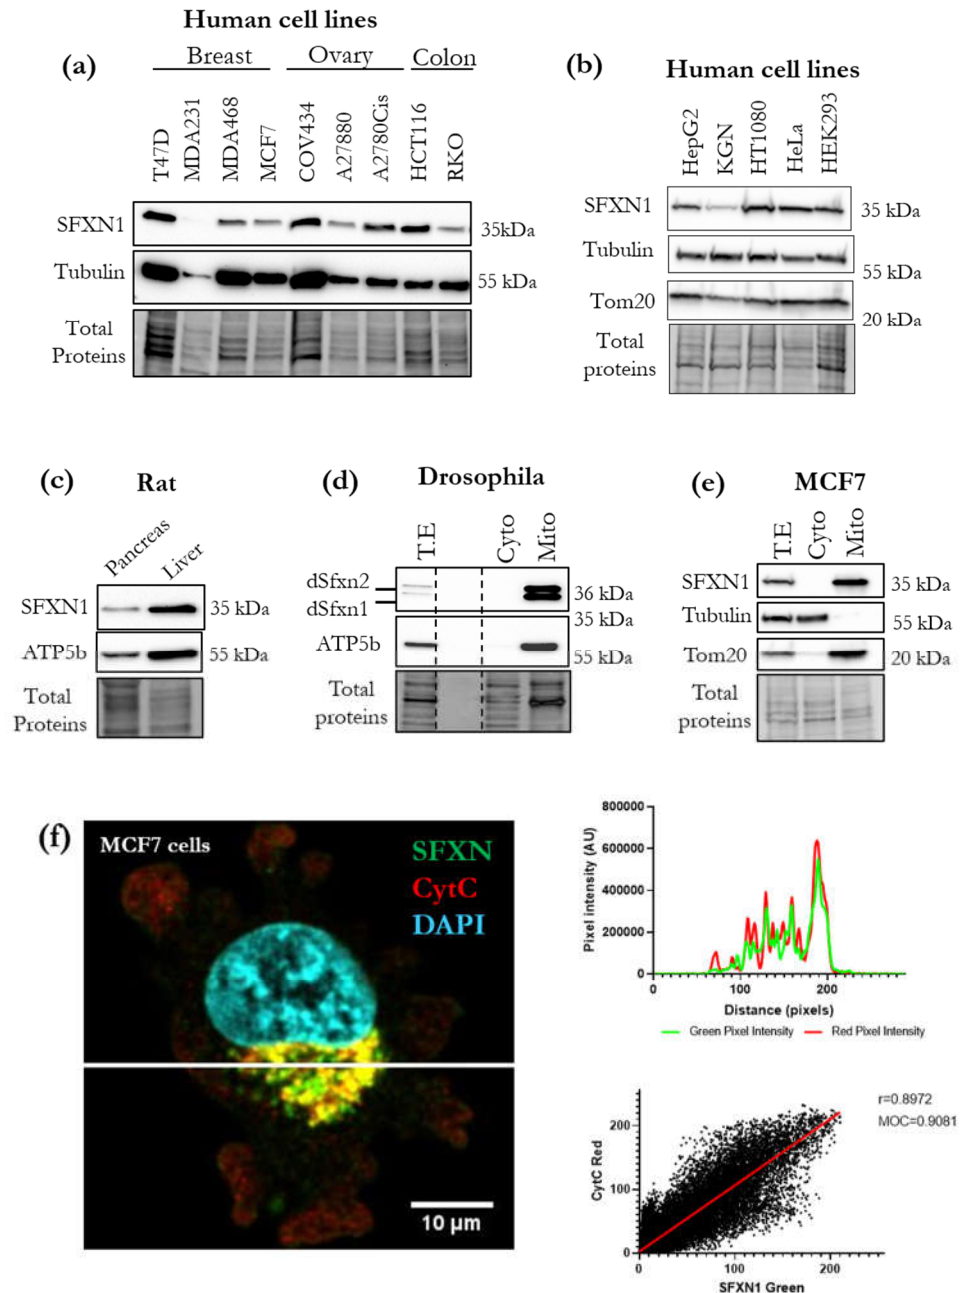 Human cell lines
(a)
Breast
Ovary
Colon
T47D
MDA231
MDA468
MCF7
COV434
A27880
A2780Cis
HCT116
RKO
SFXN1
35kDa
Tubulin
55 kDa
Total
Proteins
(b)
Human cell lines
HepG2
KGN
HT1080
HeLa
HEK293
SFXN1
35 kDa
Tubulin
55 kDa
Tom20
20 kDa
Total
proteins
(c)
Rat
Pancreas
Liver
SFXN1
35 kDa
ATP5b
55 kDa
Total
Proteins
(d)
Drosophila
T.E
Cyto
Mito
dSfxn2
dSfxn1
36 kDa
35 kDa
ATP5b
55 kDa
Total
proteins
(e)
MCF7
T.E
Cyto
Mito
SFXN1
35 kDa
Tubulin
55 kDa
Tom20
20 kDa
Total
proteins
(f)
MCF7 cells
SFXN
CytC
DAPI
10 µm
Pixel intensity (AU)
800000
600000
400000
200000
0
0 100 200
Distance (pixels)
Green Pixel Intensity Red Pixel Intensity
r=0.8972
MOC=0.9081
CytC Red
200
100
0
0 100 200
SFXN1 Green